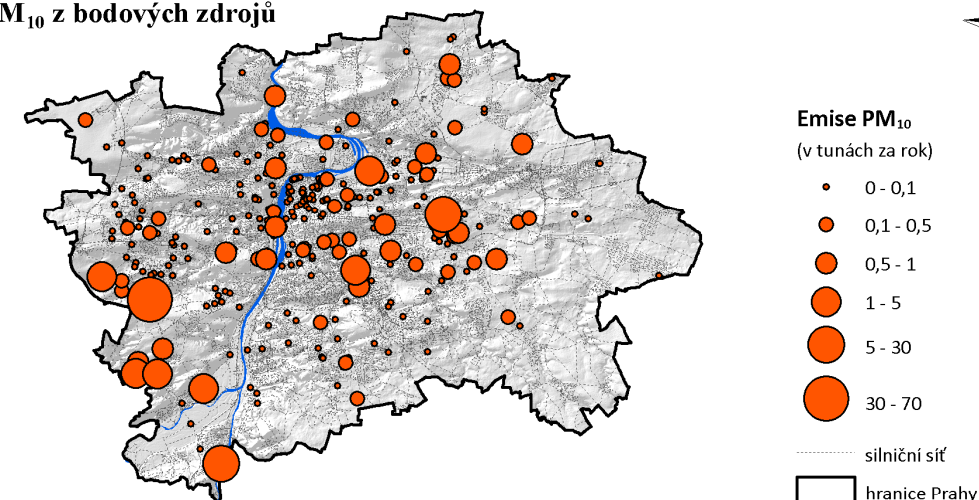 M₁₀ z bodových zdrojů
Emise PM₁₀
(v tunách za rok)
0 - 0,1
0,1 - 0,5
0,5 - 1
1 - 5
5 - 30
30 - 70
silniční síť
hranice Prahy